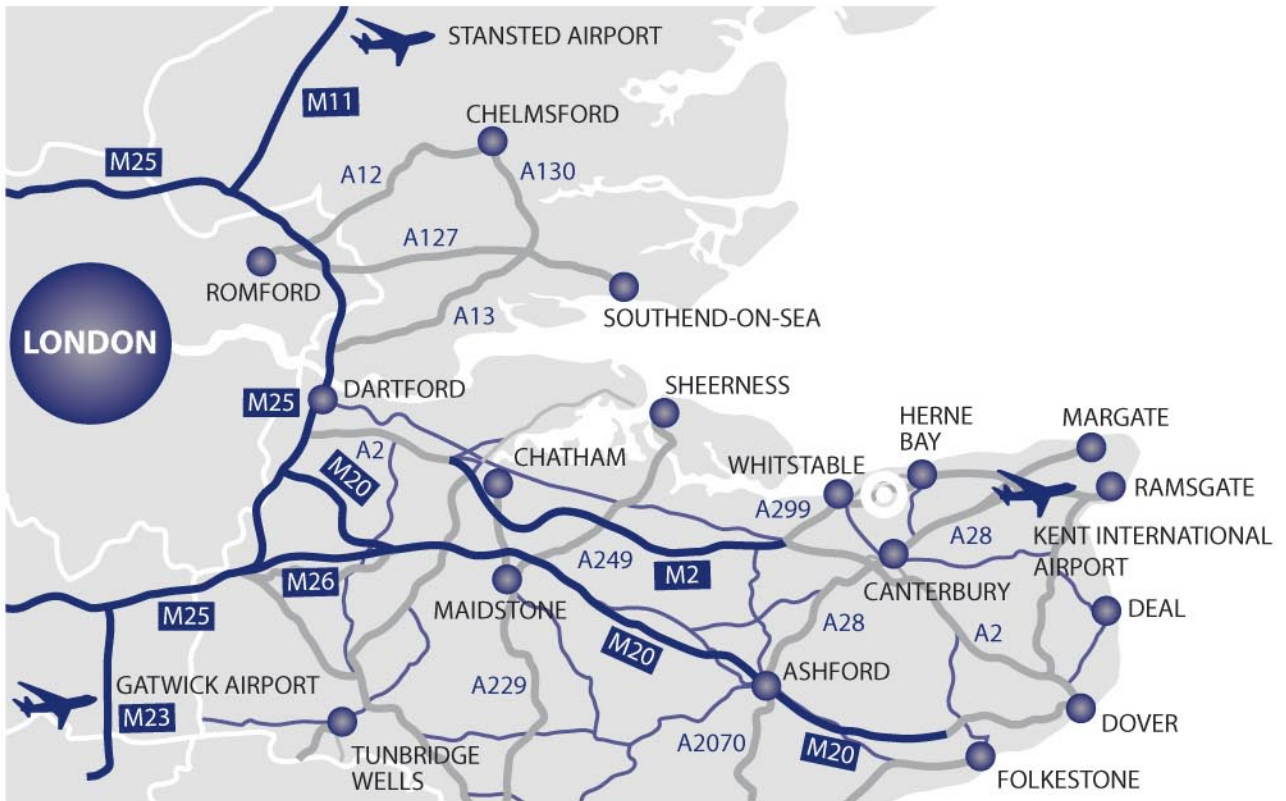 STANSTED AIRPORT
M11
CHELMSFORD
M25
A12
A130
A127
ROMFORD
SOUTHEND-ON-SEA
A13
LONDON
SHEERNESS
DARTFORD
M25
HERNE
BAY
MARGATE
A2
CHATHAM
WHITSTABLE
M20
RAMSGATE
A299
A28
KENT INTERNATIONAL
AIRPORT
A249
M2
M26
CANTERBURY
MAIDSTONE
DEAL
M25
A28
A2
M20
ASHFORD
GATWICK AIRPORT
A229
M23
DOVER
A2070
M20
TUNBRIDGE
WELLS
FOLKESTONE